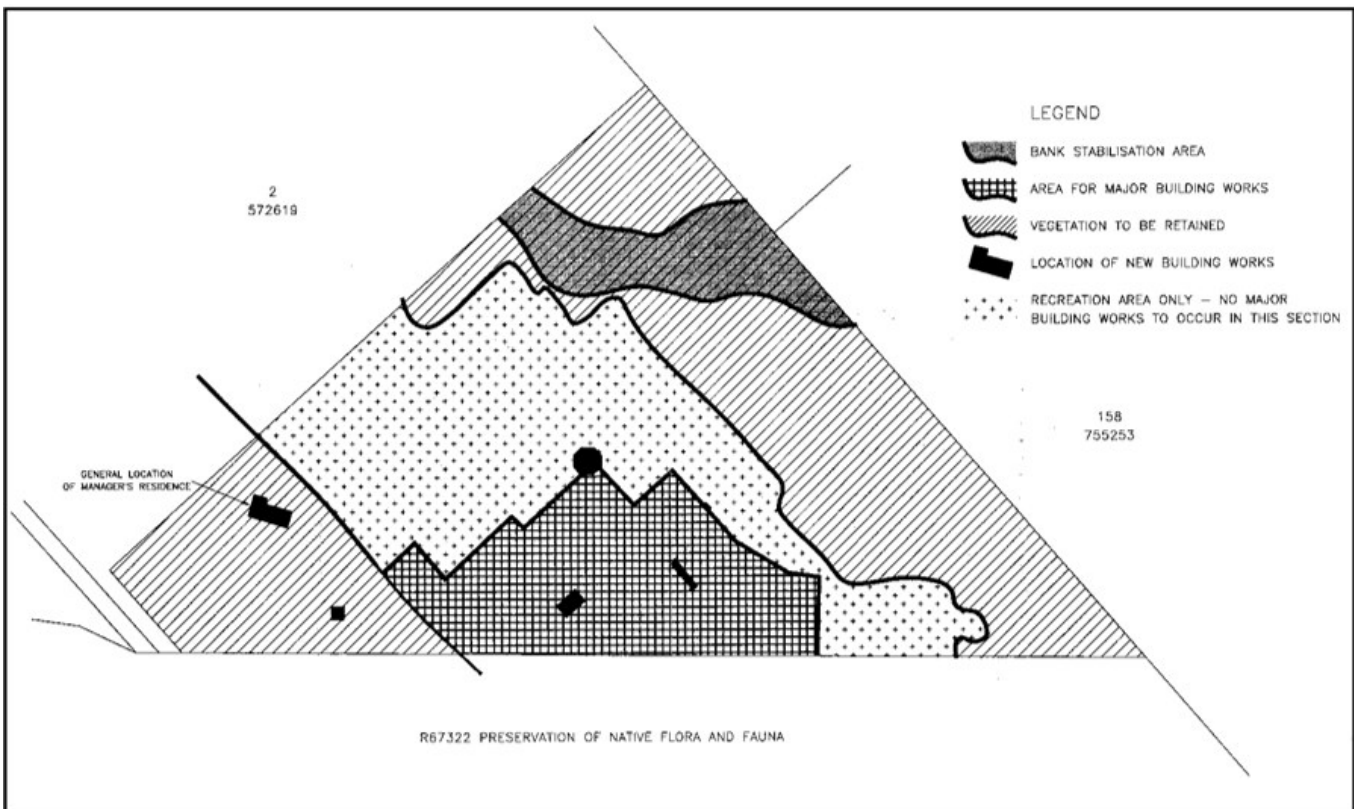 LEGEND
BANK STABILISATION AREA
AREA FOR MAJOR BUILDING WORKS
VEGETATION TO BE RETAINED
LOCATION OF NEW BUILDING WORKS
RECREATION AREA ONLY – NO MAJOR
BUILDING WORKS TO OCCUR IN THIS SECTION
2
572619
158
755253
GENERAL LOCATION
OF MANAGER'S RESIDENCE
R67322 PRESERVATION OF NATIVE FLORA AND FAUNA